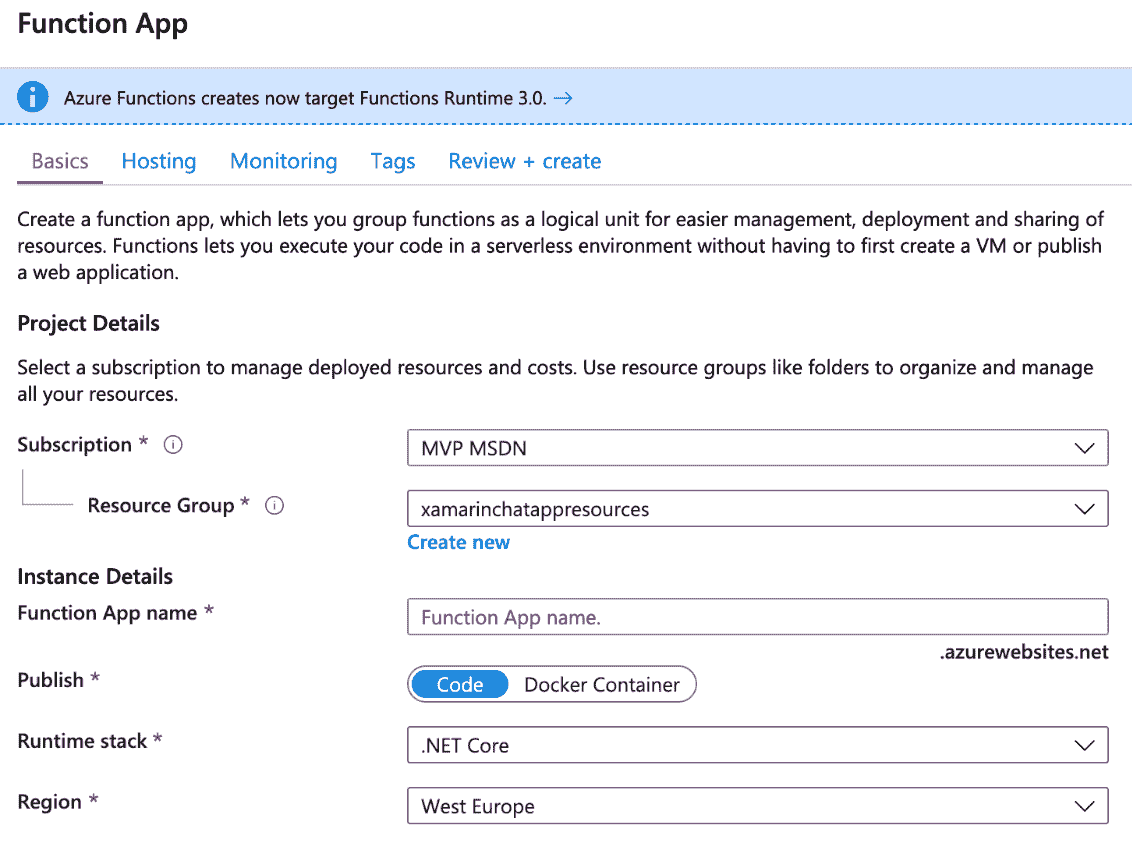 Function App
Azure Functions creates now target Functions Runtime 3.0. →
Basics Hosting Monitoring Tags Review + create
Create a function app, which lets you group functions as a logical unit for easier management, deployment and sharing of
resources. Functions lets you execute your code in a serverless environment without having to first create a VM or publish
a web application.
Project Details
Select a subscription to manage deployed resources and costs. Use resource groups like folders to organize and manage
all your resources.
Subscription * MVP MSDN
Resource Group * xamarinchatappresources
Create new
Instance Details
Function App name * Function App name.
.azurewebsites.net
Publish * Code Docker Container
Runtime stack * .NET Core
Region * West Europe